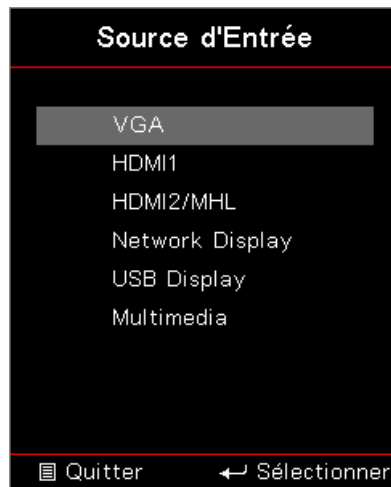 Source d'Entrée
VGA
HDMI1
HDMI2/MHL
Network Display
USB Display
Multimedia
Quitter Sélectionner